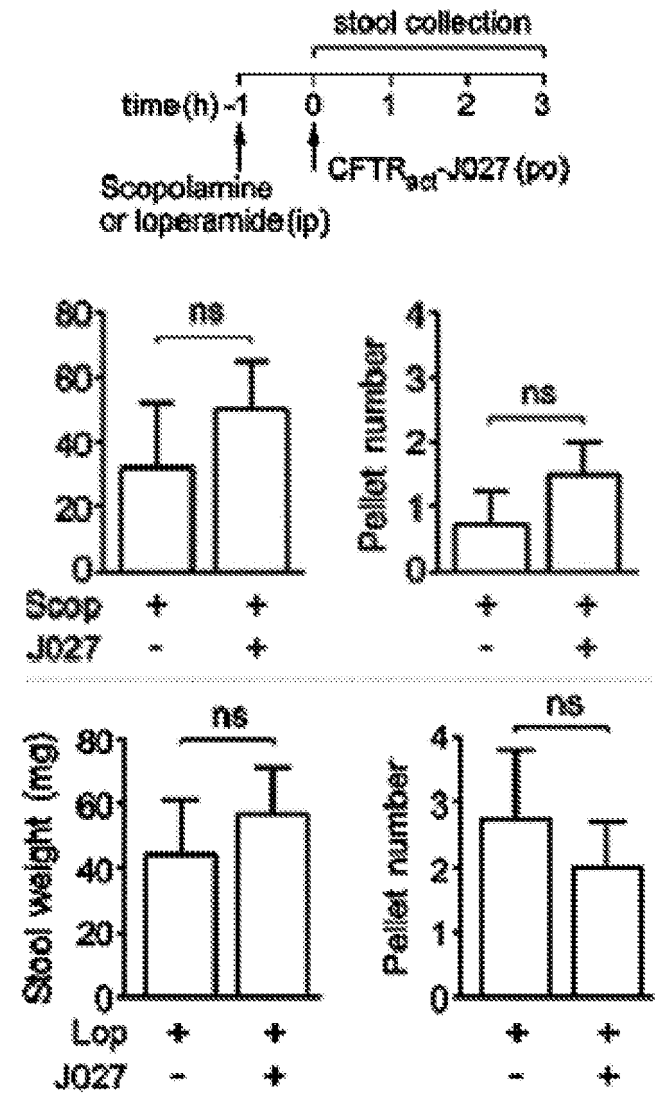 stool collection
time (h) -1 0 1 2 3
CFTRact-J027 (po)
Scopolamine
or loperamide (ip)
ns
80
60
40
20
0
Scop + +
J027 - +
ns
Pellet number
4
3
2
1
0
+ +
- +
ns
Stool weight (mg)
80
60
40
20
0
Lop + +
J027 - +
ns
Pellet number
4
3
2
1
0
+ +
- +